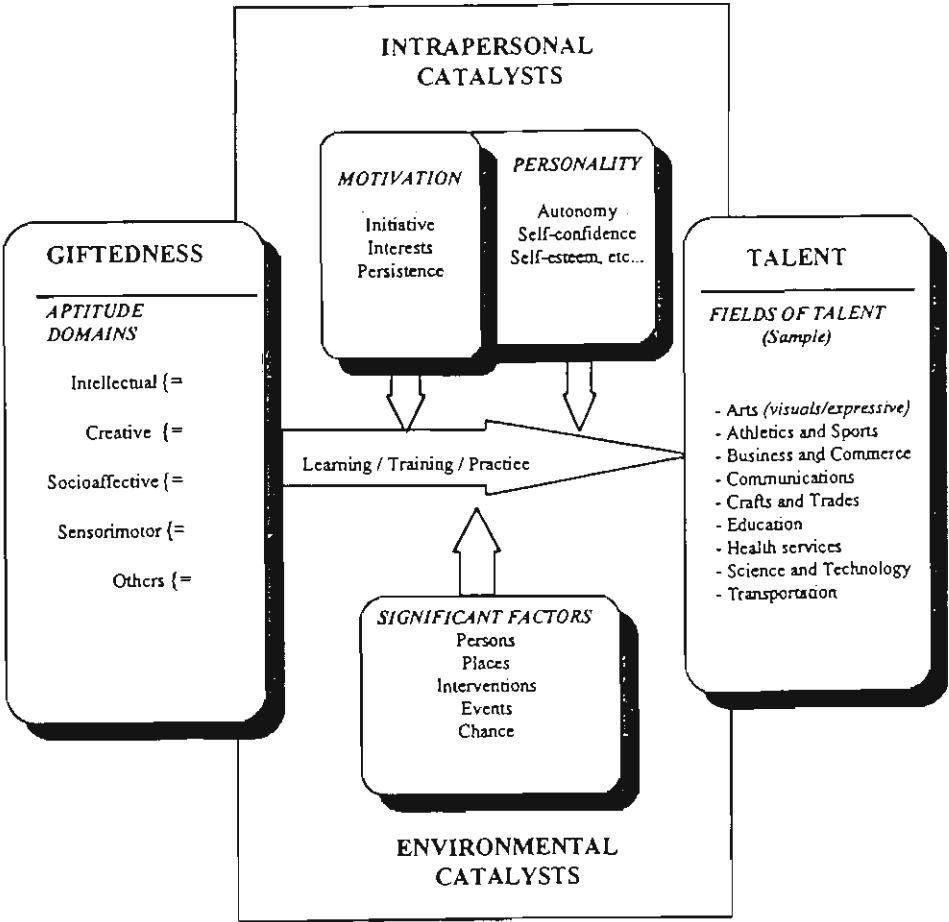 INTRAPERSONAL
CATALYSTS
MOTIVATION
Initiative
Interests
Persistence
PERSONALITY
Autonomy
Self-confidence
Self-esteem, etc...
GIFTEDNESS
APTITUDE
DOMAINS
Intellectual {=
Creative {=
Socioaffective {=
Sensorimotor {=
Others {=
Learning / Training / Practice
TALENT
FIELDS OF TALENT
(Sample)
- Arts (visuals/expressive)
- Athletics and Sports
- Business and Commerce
- Communications
- Crafts and Trades
- Education
- Health services
- Science and Technology
- Transportation
SIGNIFICANT FACTORS
Persons
Places
Interventions
Events
Chance
ENVIRONMENTAL
CATALYSTS